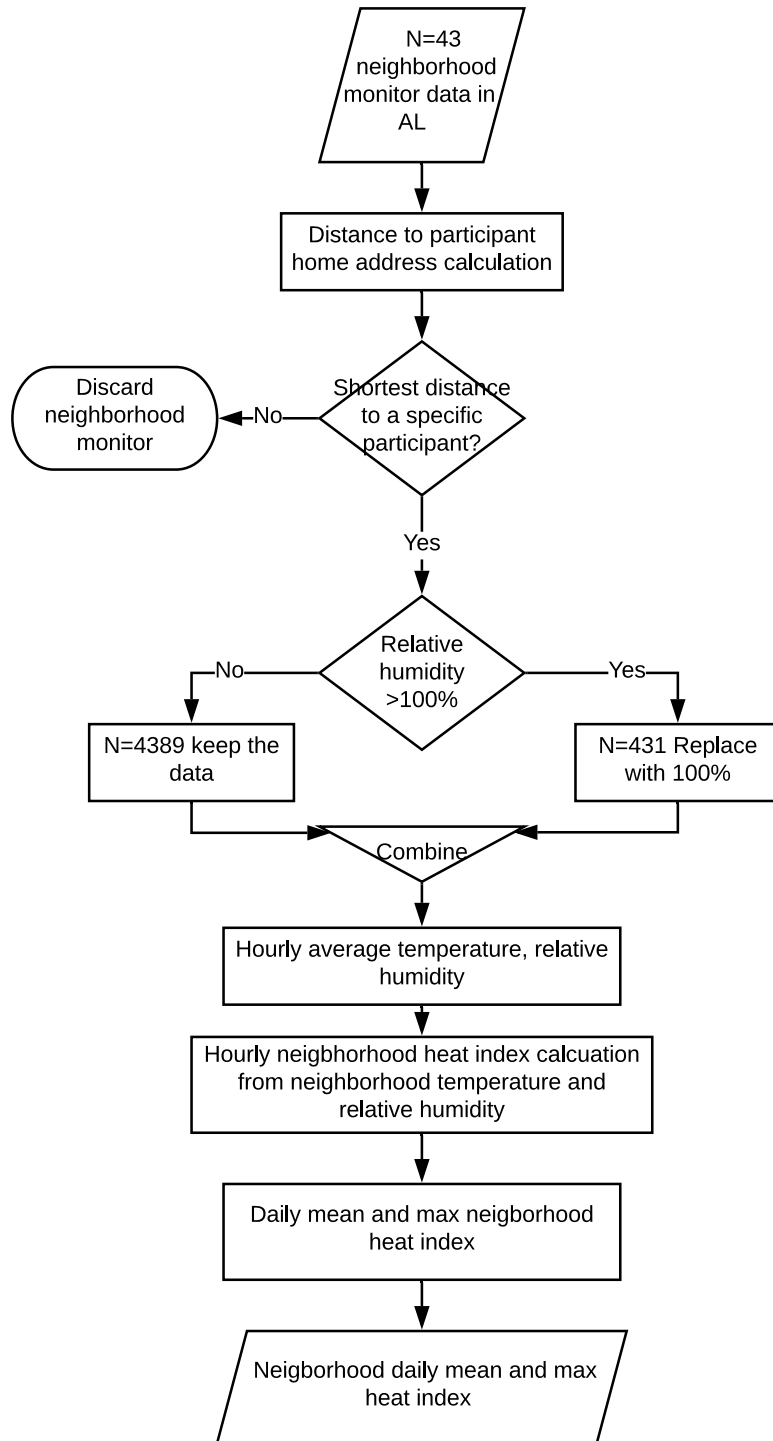 N=43
neighborhood
monitor data in
AL
Distance to participant
home address calculation
Shortest distance
to a specific
participant?
No
Discard
neighborhood
monitor
Yes
Relative
humidity
>100%
No
Yes
N=4389 keep the
data
N=431 Replace
with 100%
Combine
Hourly average temperature, relative
humidity
Hourly neigbhorhood heat index calcuation
from neighborhood temperature and
relative humidity
Daily mean and max neigborhood
heat index
Neigborhood daily mean and max
heat index